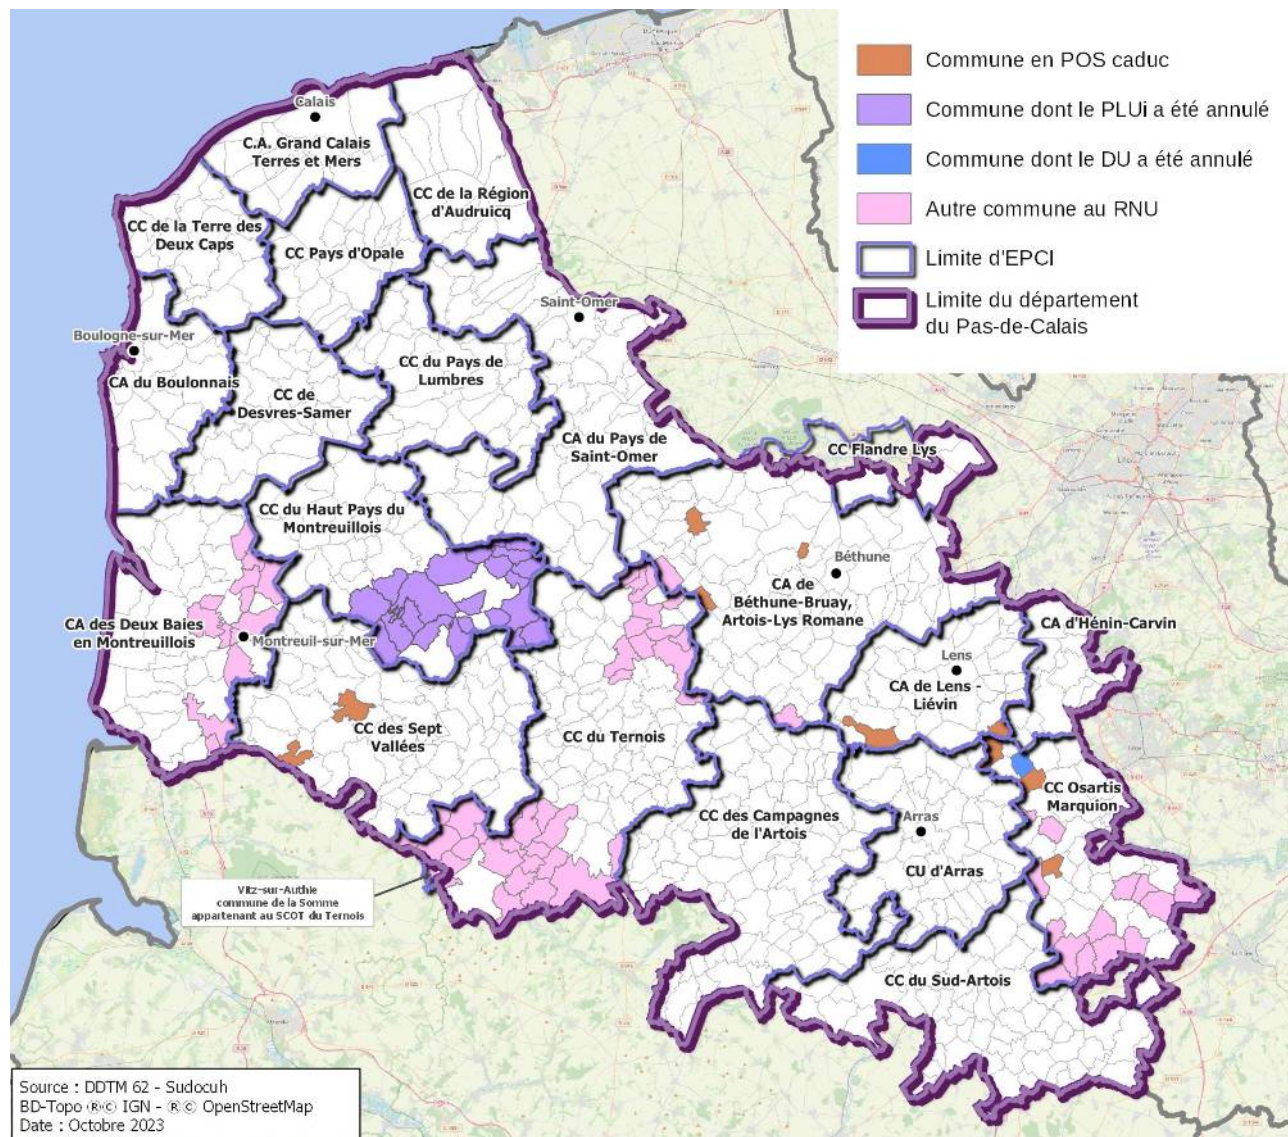 Commune en POS caduc
Commune dont le PLUi a été annulé
Commune dont le DU a été annulé
Autre commune au RNU
Limite d'EPCI
Limite du département
du Pas-de-Calais
Calais
C.A. Grand Calais
Terres et Mers
CC de la Région
d'Audruicq
CC de la Terre des
Deux Caps
CC Pays d'Opale
Saint-Omer
Boulogne-sur-Mer
CA du Boulonnais
CC du Pays de
Lumbres
CC de
Desvres-Samer
CA du Pays de
Saint-Omer
CC Flandre Lys
CC du Haut Pays du
Montreuillois
Béthune
CA de
Béthune-Bruay,
Artois-Lys Romane
CA des Deux Baies
en Montreuillois
Montreuil-sur-Mer
CA d'Hénin-Carvin
Lens
CA de Lens -
Liévin
CC des Sept
Vallées
CC du Ternois
CC Osartis
Marquion
CC des Campagnes
de l'Artois
Arras
CU d'Arras
Vitz-sur-Authie
commune de la Somme
appartenant au SCOT du Ternois
CC du Sud-Artois
Source : DDTM 62 - Sudocuh
BD-Topo ®© IGN - ®© OpenStreetMap
Date : Octobre 2023